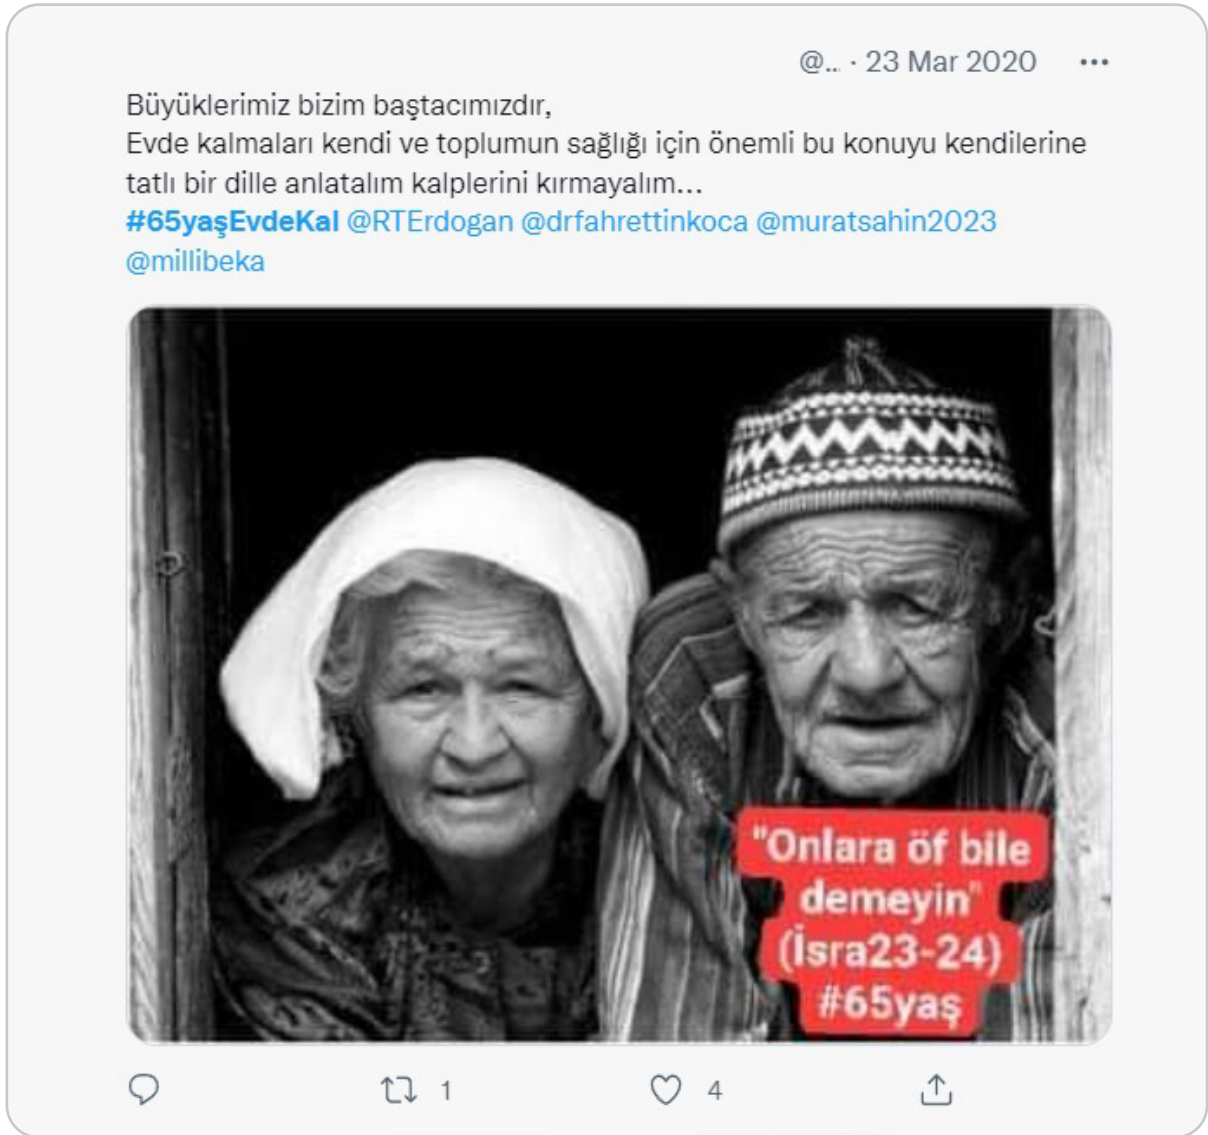 @... · 23 Mar 2020
Büyüklerimiz bizim baştacımızdır,
Evde kalmaları kendi ve toplumun sağlığı için önemli bu konuyu kendilerine
tatlı bir dille anlatalım kalplerini kırmayalım...
#65yaşEvdeKal @RTErdogan @drfahrettinkoca @muratsahin2023
@millibeka
"Onlara öf bile
demeyin"
(İsra23-24)
#65yaş
1 4